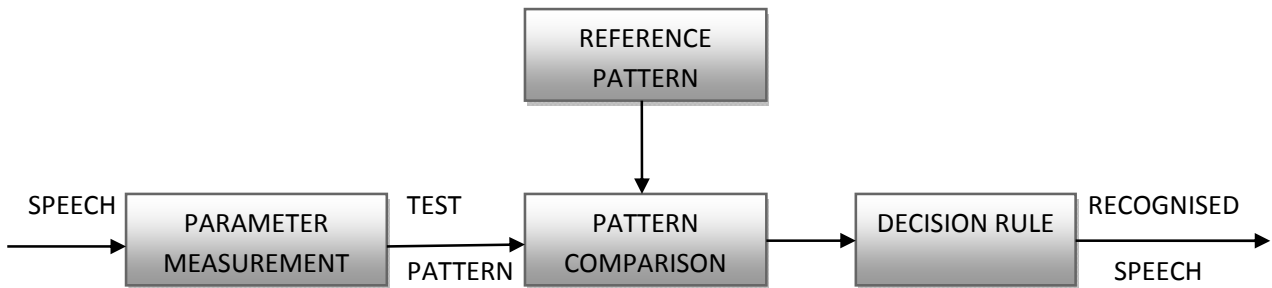 REFERENCE
PATTERN
SPEECH
PARAMETER
MEASUREMENT
TEST
PATTERN
PATTERN
COMPARISON
DECISION RULE
RECOGNISED
SPEECH